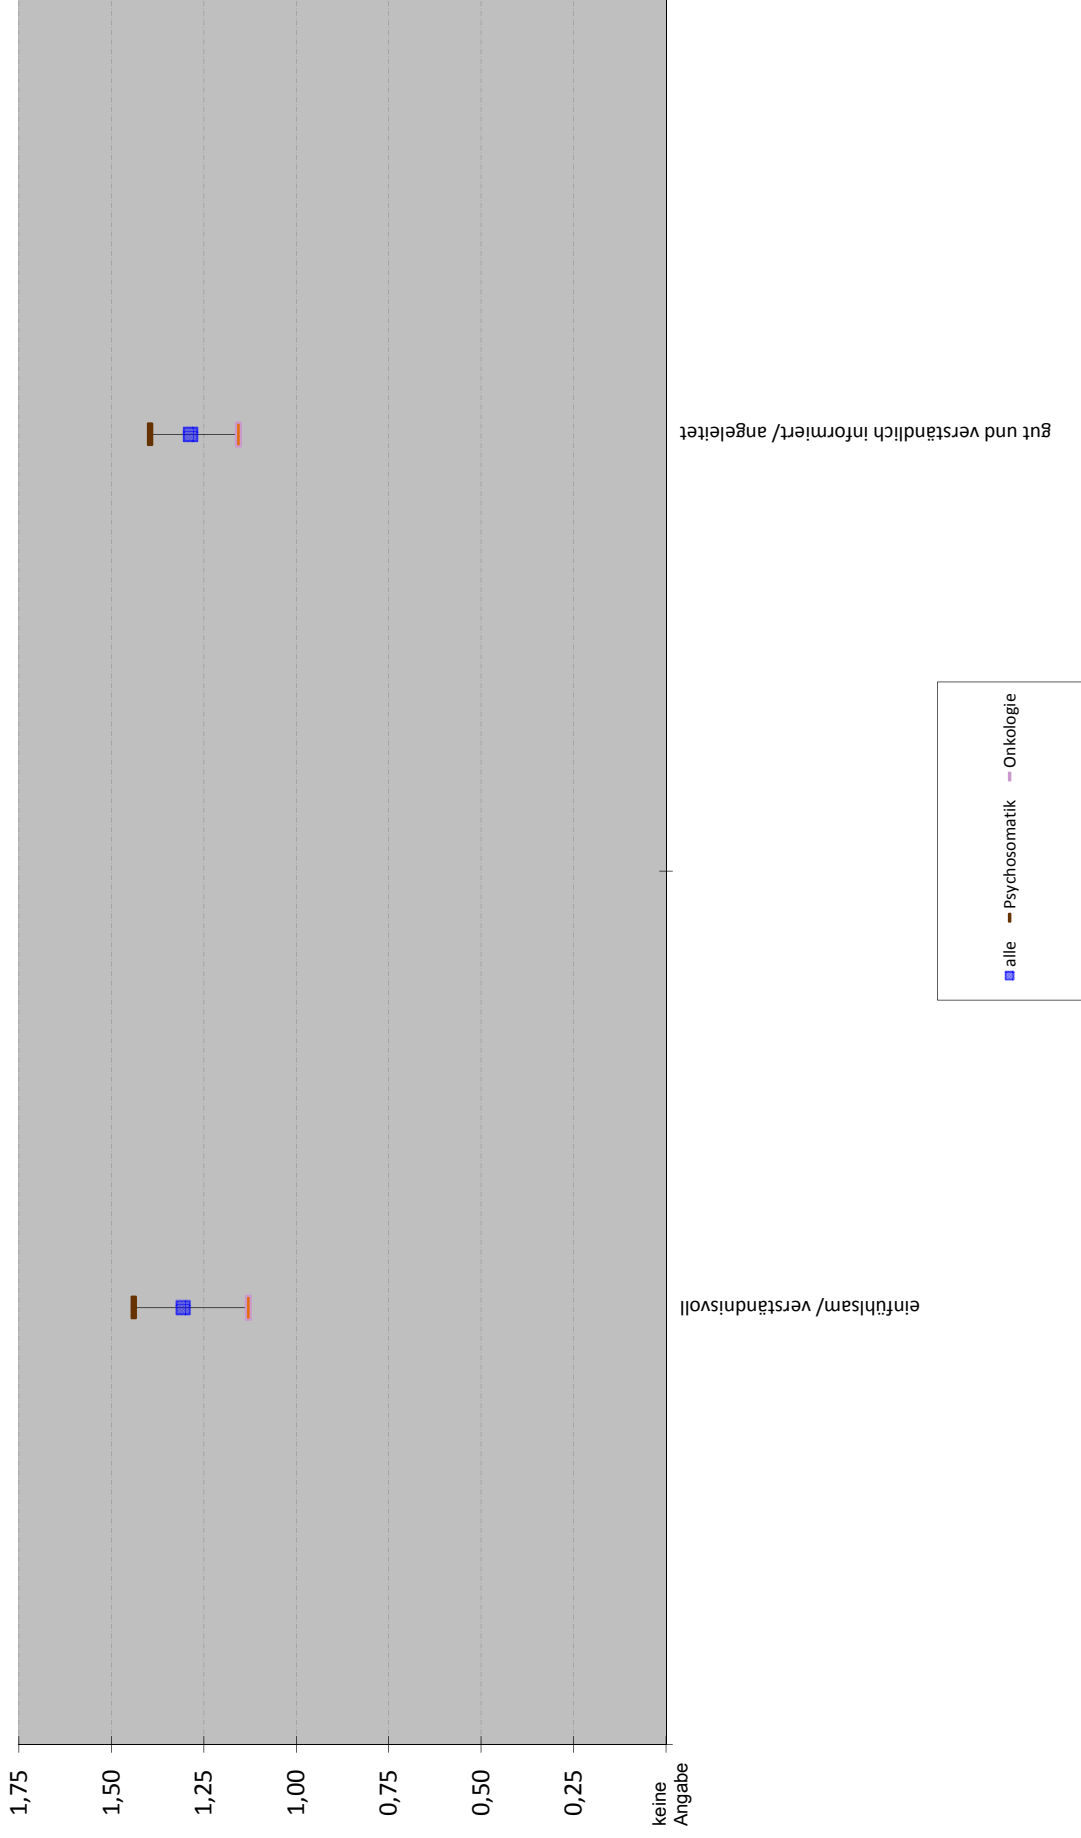 1,75
1,50
1,25
1,00
0,75
0,50
0,25
keine
Angabe
einfühlsam/ verständnisvoll
gut und verständlich informiert/ angeleitet
alle
Psychosomatik
Onkologie